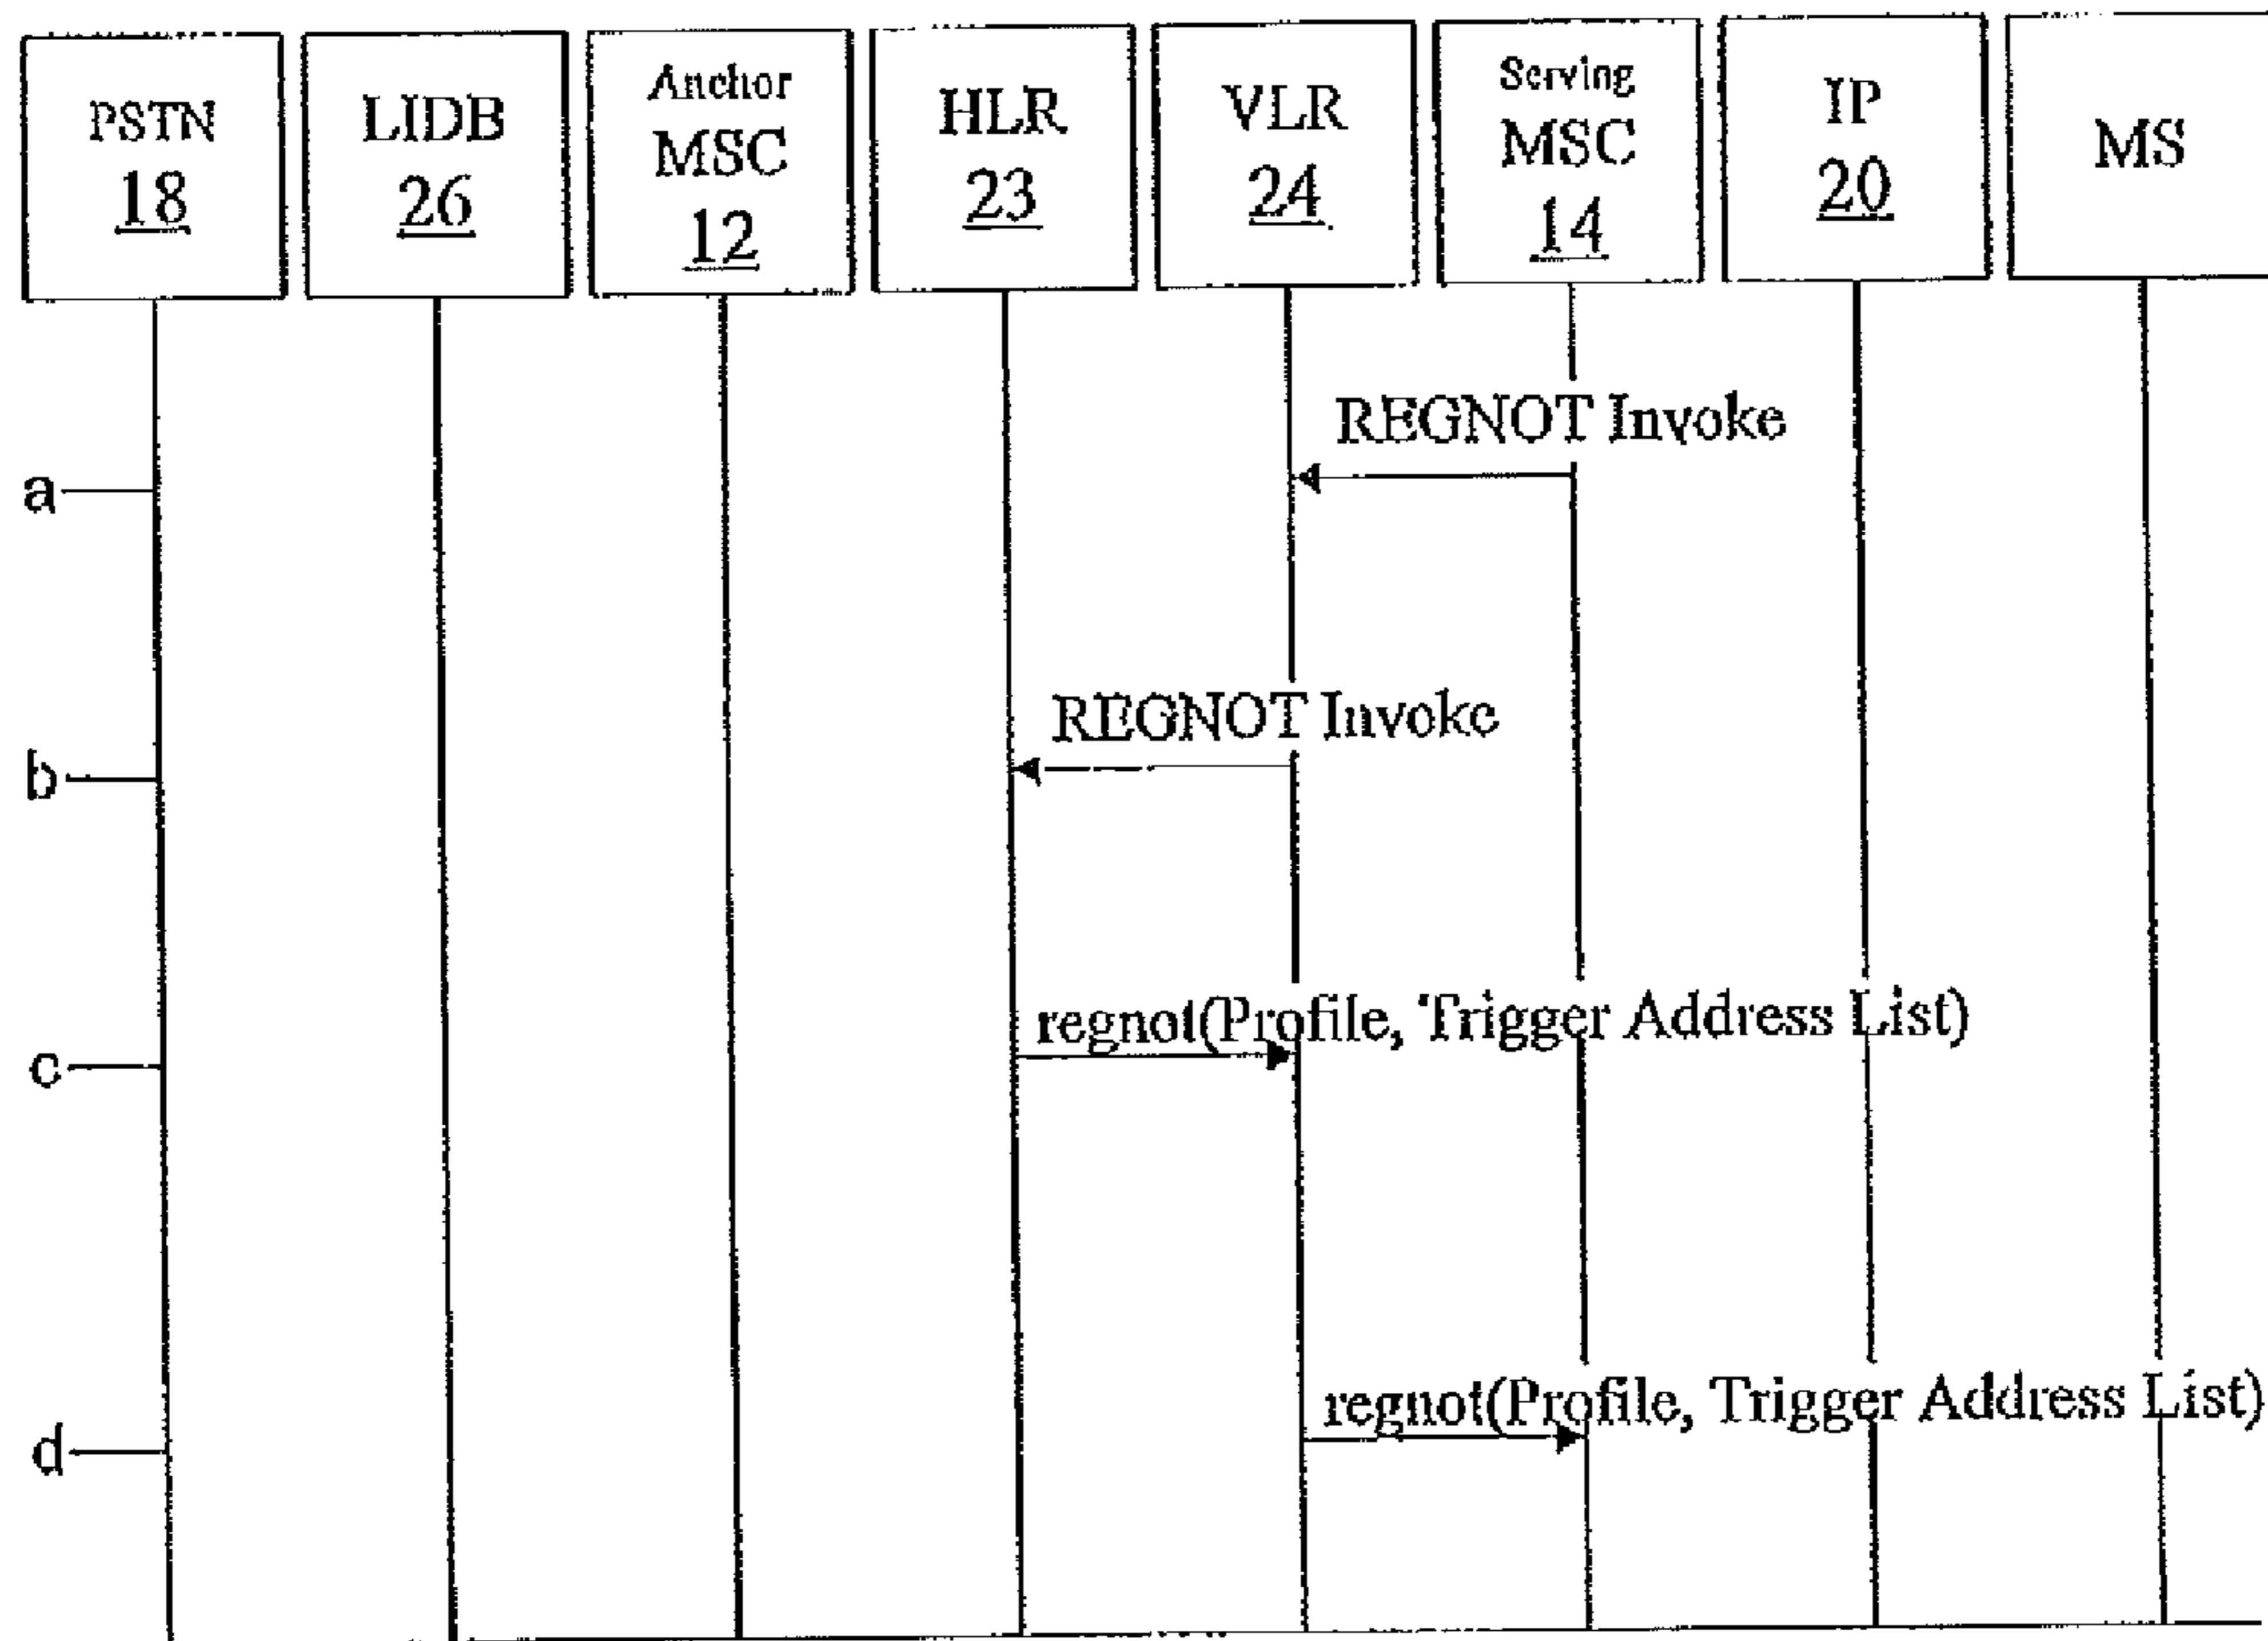 PSTN
18
LIDB
26
Anchor
MSC
12
HLR
23
VLR
24
Serving
MSC
14
IP
20
MS
REGNOT Invoke
a
REGNOT Invoke
b
regnot(Profile, Trigger Address List)
c
regnot(Profile, Trigger Address List)
d